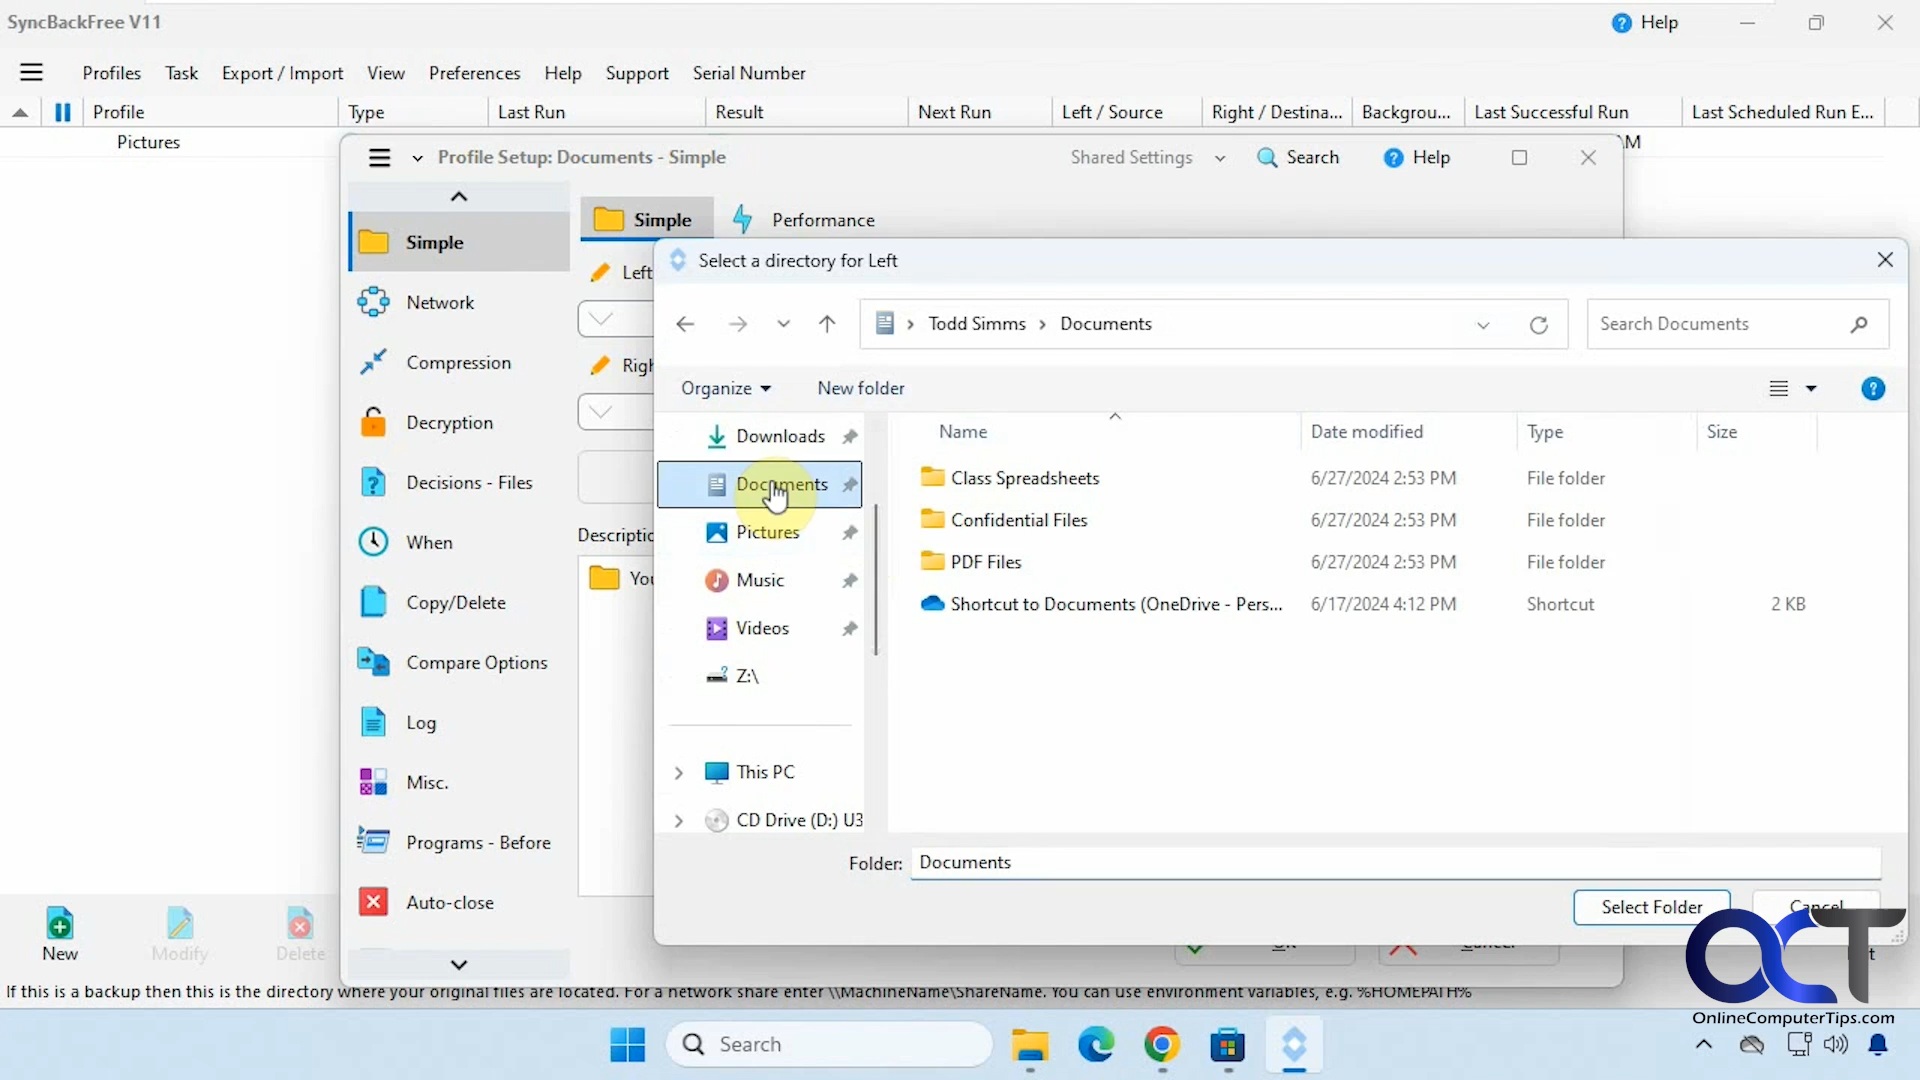 SyncBackFree V11
Help
Profiles Task Export / Import View Preferences Help Support Serial Number
Profile Type Last Run Result Next Run Left / Source Right / Destina... Backgrou... Last Successful Run Last Scheduled Run E...
Pictures
Profile Setup: Documents - Simple Shared Settings Search Help
Simple
Network
Compression
Decryption
Decisions - Files
When
Copy/Delete
Compare Options
Log
Misc.
Programs - Before
Auto-close
Simple Performance
Left
Select a directory for Left
Todd Simms > Documents
Search Documents
Organize New folder
Downloads
Documents
Pictures
Music
Videos
Z:\
This PC
CD Drive (D:) U3
Name Date modified Type Size
Class Spreadsheets 6/27/2024 2:53 PM File folder
Confidential Files 6/27/2024 2:53 PM File folder
PDF Files 6/27/2024 2:53 PM File folder
Shortcut to Documents (OneDrive - Pers... 6/17/2024 4:12 PM Shortcut 2 KB
Folder: Documents
Select Folder Cancel
New Modify Delete
If this is a backup then this is the directory where your original files are located. For a network share enter \\MachineName\ShareName. You can use environment variables, e.g. %HOMEPATH%
OCT
OnlineComputerTips.com
Search